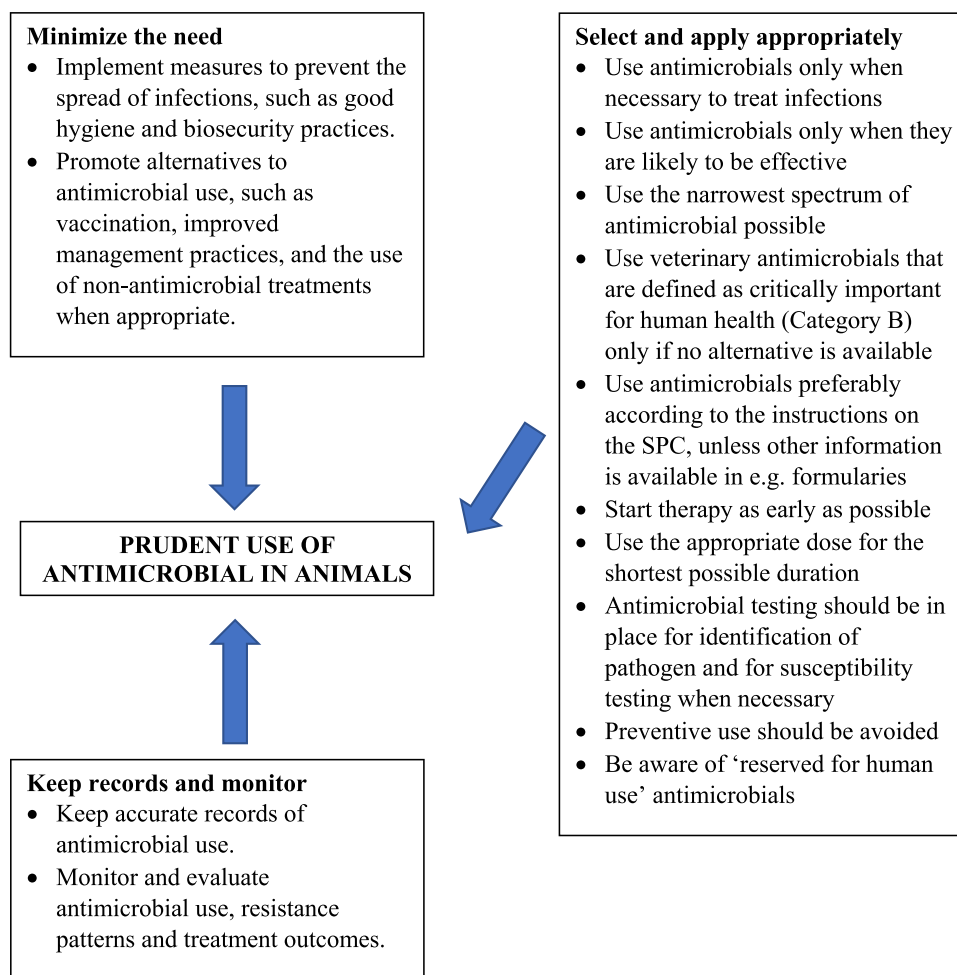 Minimize the need
• Implement measures to prevent the
spread of infections, such as good
hygiene and biosecurity practices.
• Promote alternatives to
antimicrobial use, such as
vaccination, improved
management practices, and the use
of non-antimicrobial treatments
when appropriate.
Select and apply appropriately
• Use antimicrobials only when
necessary to treat infections
• Use antimicrobials only when they
are likely to be effective
• Use the narrowest spectrum of
antimicrobial possible
• Use veterinary antimicrobials that
are defined as critically important
for human health (Category B)
only if no alternative is available
• Use antimicrobials preferably
according to the instructions on
the SPC, unless other information
is available in e.g. formularies
• Start therapy as early as possible
• Use the appropriate dose for the
shortest possible duration
• Antimicrobial testing should be in
place for identification of
pathogen and for susceptibility
testing when necessary
• Preventive use should be avoided
• Be aware of ‘reserved for human
use’ antimicrobials
PRUDENT USE OF
ANTIMICROBIAL IN ANIMALS
Keep records and monitor
• Keep accurate records of
antimicrobial use.
• Monitor and evaluate
antimicrobial use, resistance
patterns and treatment outcomes.